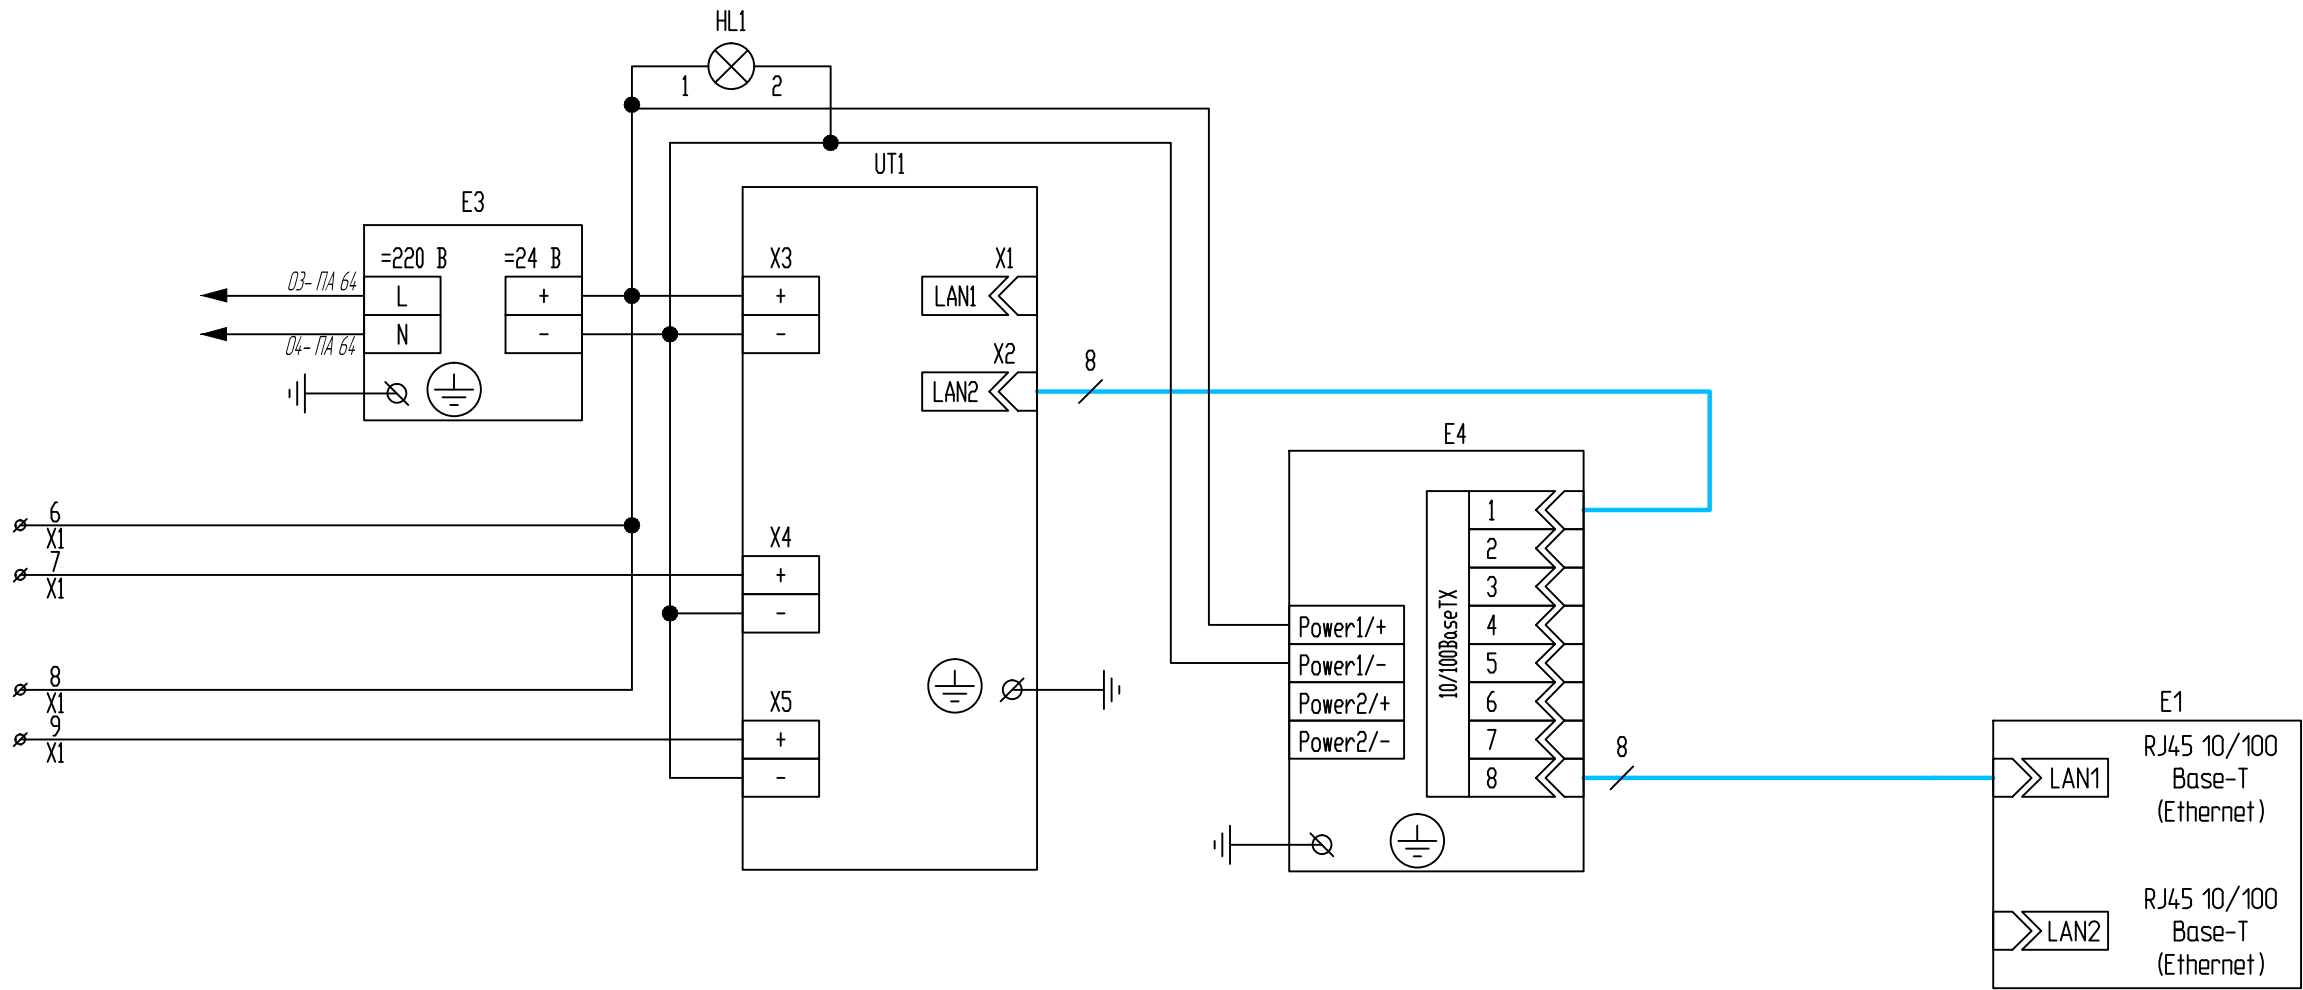 HL1
1
2
UT1
E3
=220 В
=24 В
03- ПА 64
L
+
04- ПА 64
N
-
X3
+
-
X1
LAN1
X2
LAN2
8
E4
6
X1
7
X1
X4
+
-
8
X1
9
X1
X5
+
-
Power1/+
Power1/-
Power2/+
Power2/-
10/100BaseTX
1
2
3
4
5
6
7
8
8
E1
LAN1
RJ45 10/100
Base-T
(Ethernet)
LAN2
RJ45 10/100
Base-T
(Ethernet)